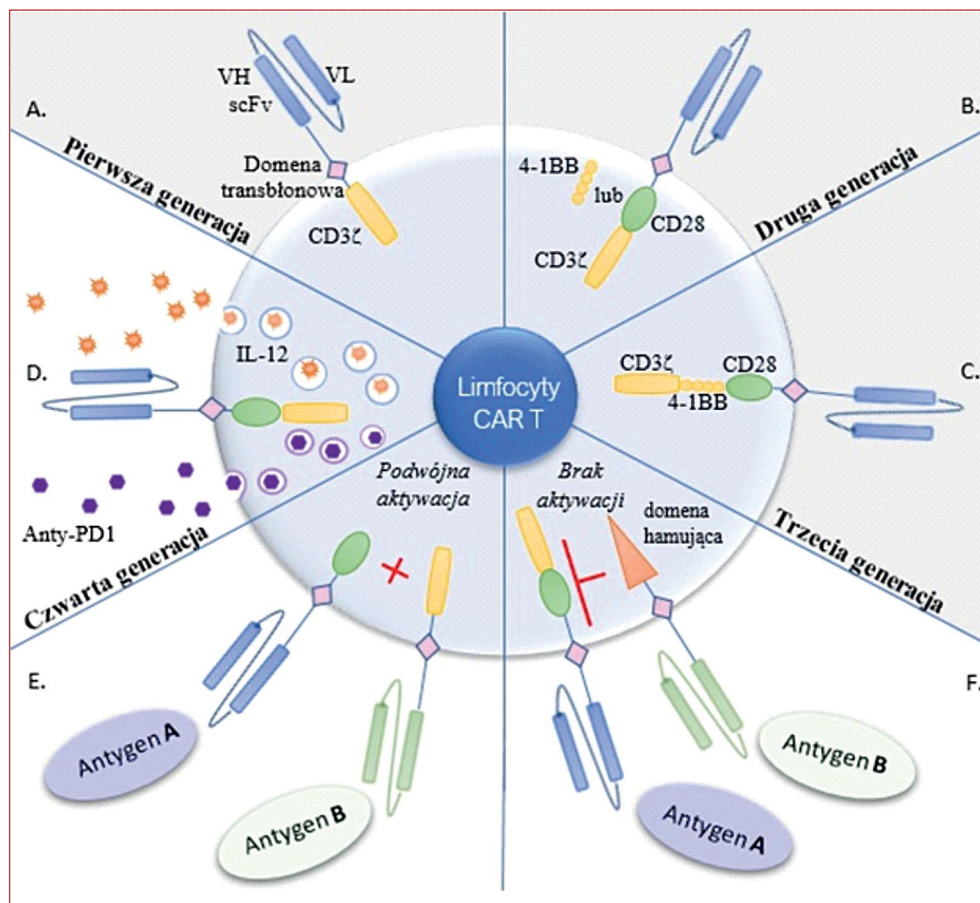 A.
VH
scFv
VL
Domena
transbłonowa
CD3ζ
Pierwsza generacja
B.
4-1BB
lub
CD28
CD3ζ
Druga generacja
C.
CD3ζ
CD28
4-1BB
Trzecia generacja
D.
IL-12
Anty-PD1
Czwarta generacja
Limfocyty
CAR T
E.
Podwójna
aktywacja
Antygen A
Antygen B
F.
Brak
aktywacji
domena
hamująca
Antygen B
Antygen A